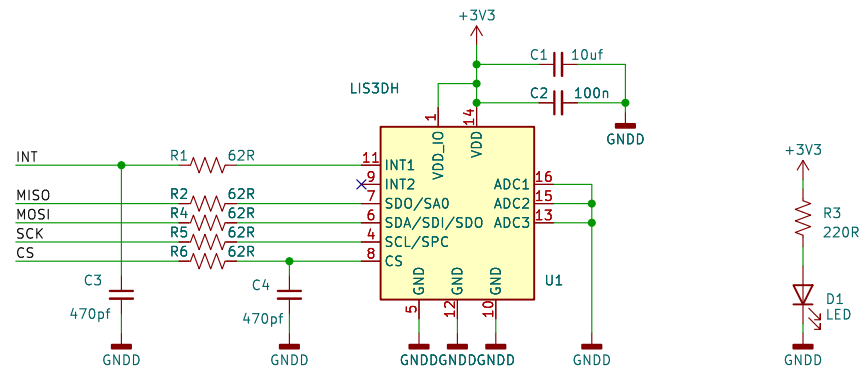 +3V3
C1 10uf
LIS3DH
C2 100n
1 14
GNDD
VDD_IO VDD
+3V3
INT R1 62R 11 INT1
9 INT2 ADC1 16
MISO R2 62R 7 SDO/SA0 ADC2 15
MOSI R4 62R 6 SDA/SDI/SDO ADC3 13
SCK R5 62R 4 SCL/SPC
CS R6 62R 8 CS
R3
220R
GND GND GND
C3 C4 U1
470pf 470pf
5 12 10
D1
LED
GNDD GNDD GNDD GNDD GNDD GNDD GNDD